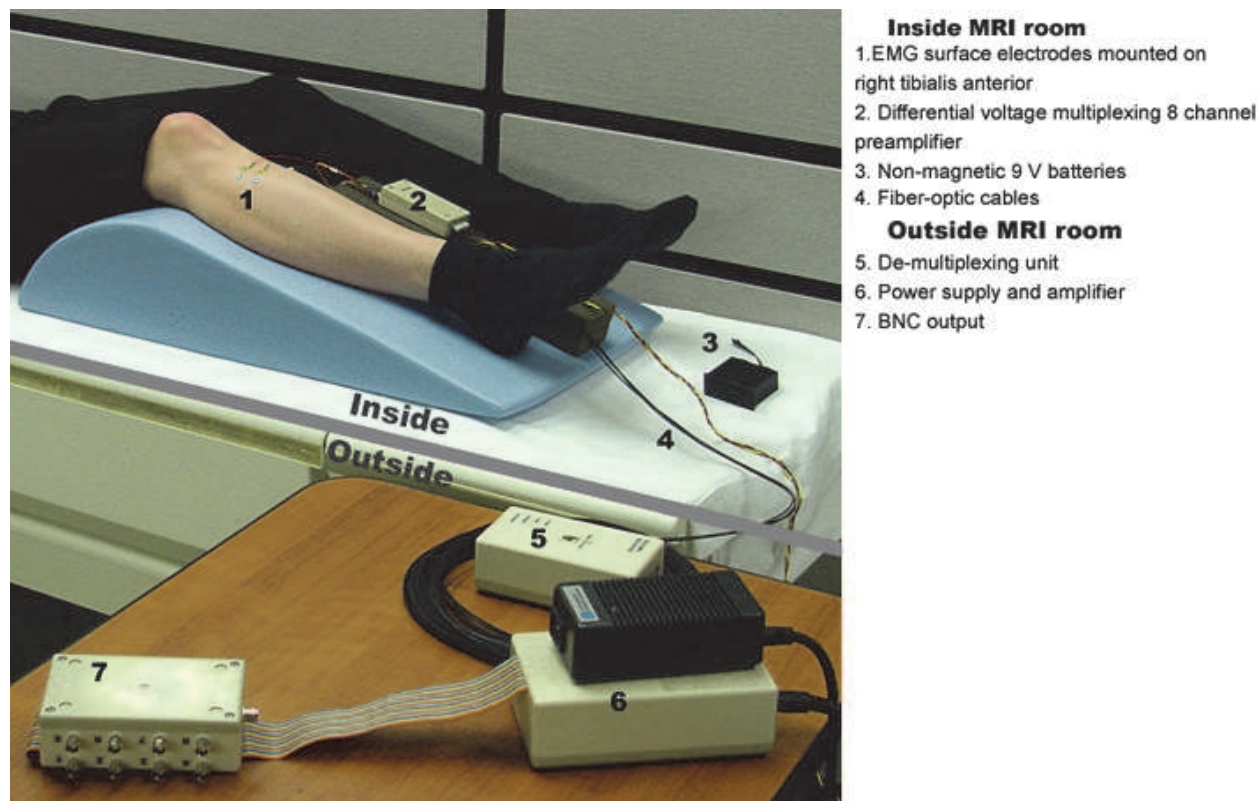 Inside MRI room
1.EMG surface electrodes mounted on
right tibialis anterior
2. Differential voltage multiplexing 8 channel
preamplifier
3. Non-magnetic 9 V batteries
4. Fiber-optic cables
Outside MRI room
5. De-multiplexing unit
6. Power supply and amplifier
7. BNC output
1
2
3
4
Inside
Outside
5
6
7